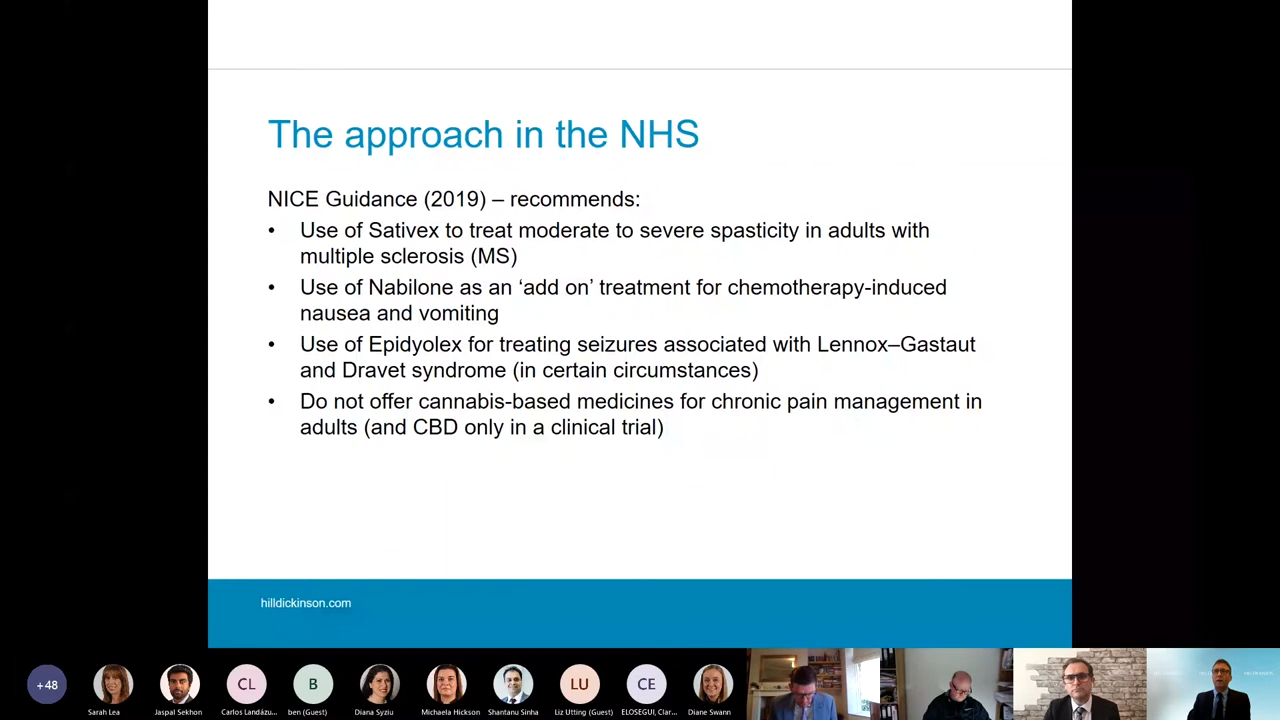 The approach in the NHS
NICE Guidance (2019) – recommends:
• Use of Sativex to treat moderate to severe spasticity in adults with
multiple sclerosis (MS)
• Use of Nabilone as an ‘add on’ treatment for chemotherapy-induced
nausea and vomiting
• Use of Epidyolex for treating seizures associated with Lennox–Gastaut
and Dravet syndrome (in certain circumstances)
• Do not offer cannabis-based medicines for chronic pain management in
adults (and CBD only in a clinical trial)
hilldickinson.com
+48
CL
B
LU
CE
Sarah Lea
Jaspal Sekhon
Carlos Landázu...
ben (Guest)
Diana Syziu
Michaela Hickson
Shantanu Sinha
Liz Utting (Guest)
ELOSEGUI, Clar...
Diane Swann